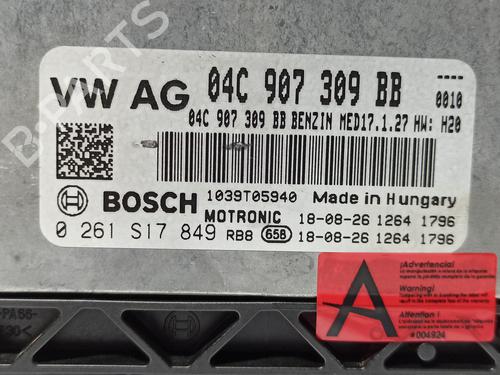 VW AG 04C 907 309 BB ----
0010
04C 907 309 BB BENZIN MED17.1.27 HW: H20
BOSCH 1039T05940 Made in Hungary
MOTRONIC 18-08-26 1264 1796
0 261 S17 849 RB8 658 18-08-26 1264 1796
¡Advertencia!
Warning!
Attention !
A
#004924
-PA66-
B-PARTS